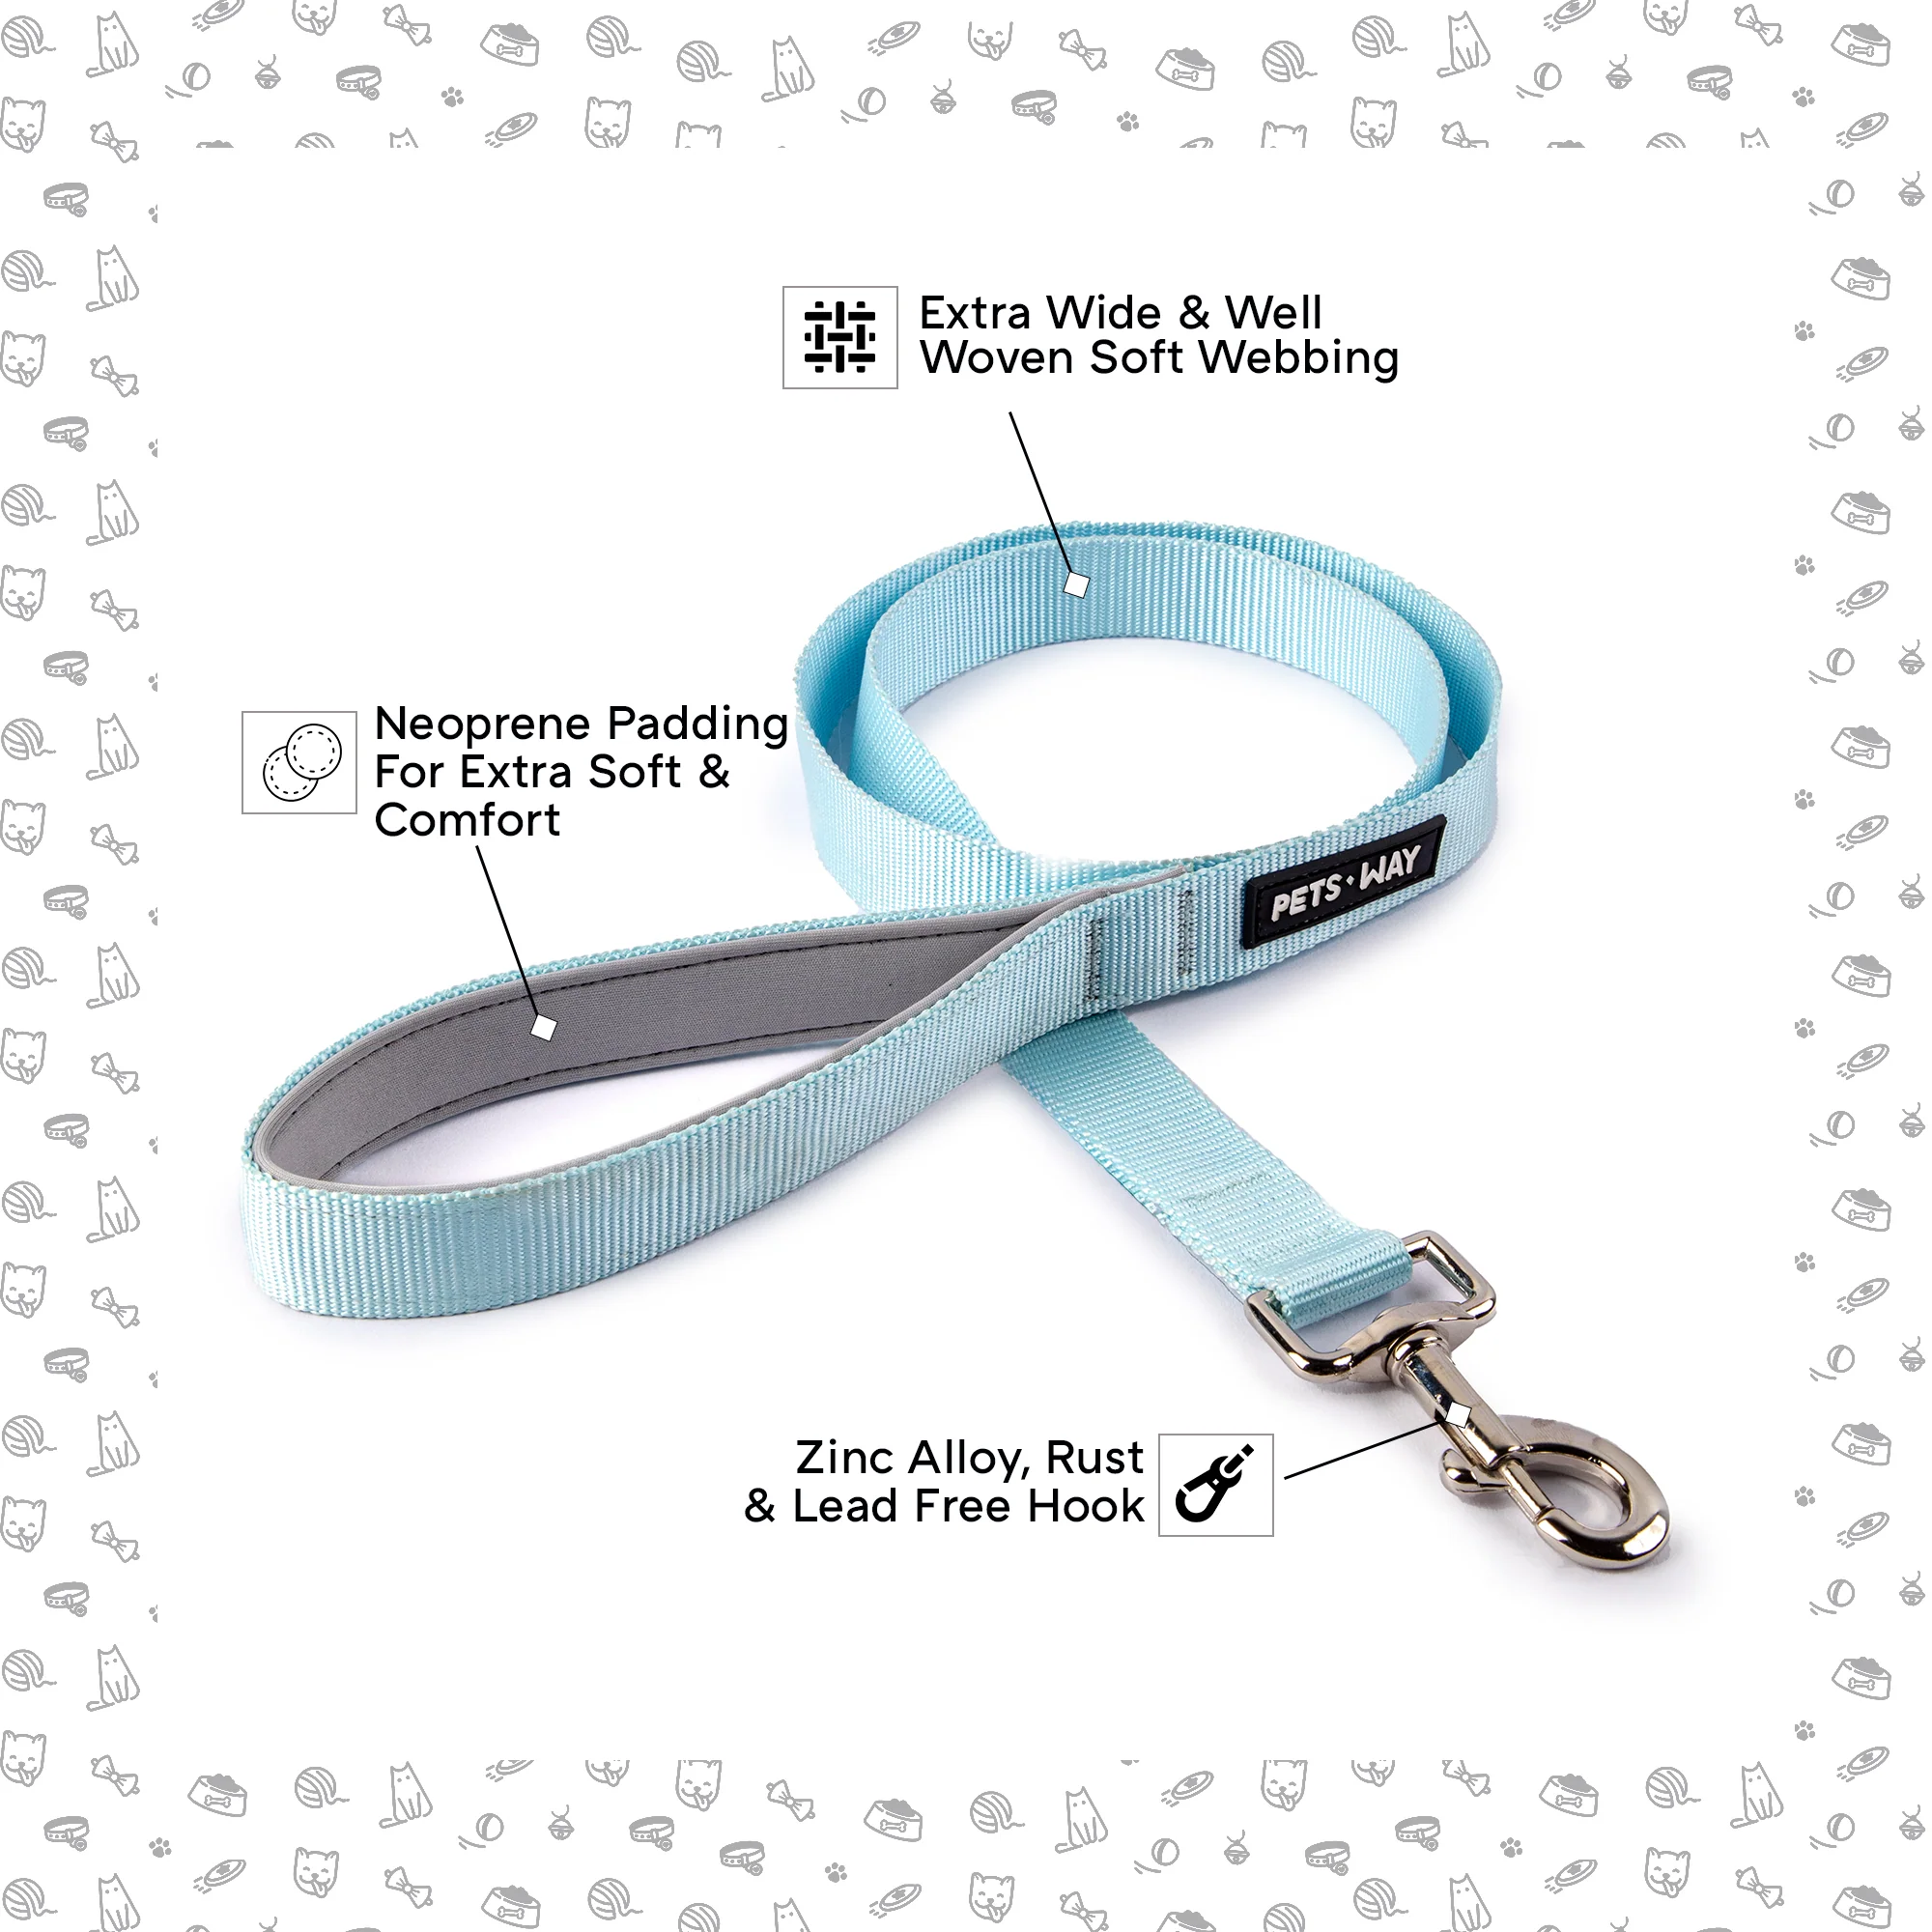 Extra Wide & Well
Woven Soft Webbing
Neoprene Padding
For Extra Soft &
Comfort
PETS WAY
Zinc Alloy, Rust
& Lead Free Hook